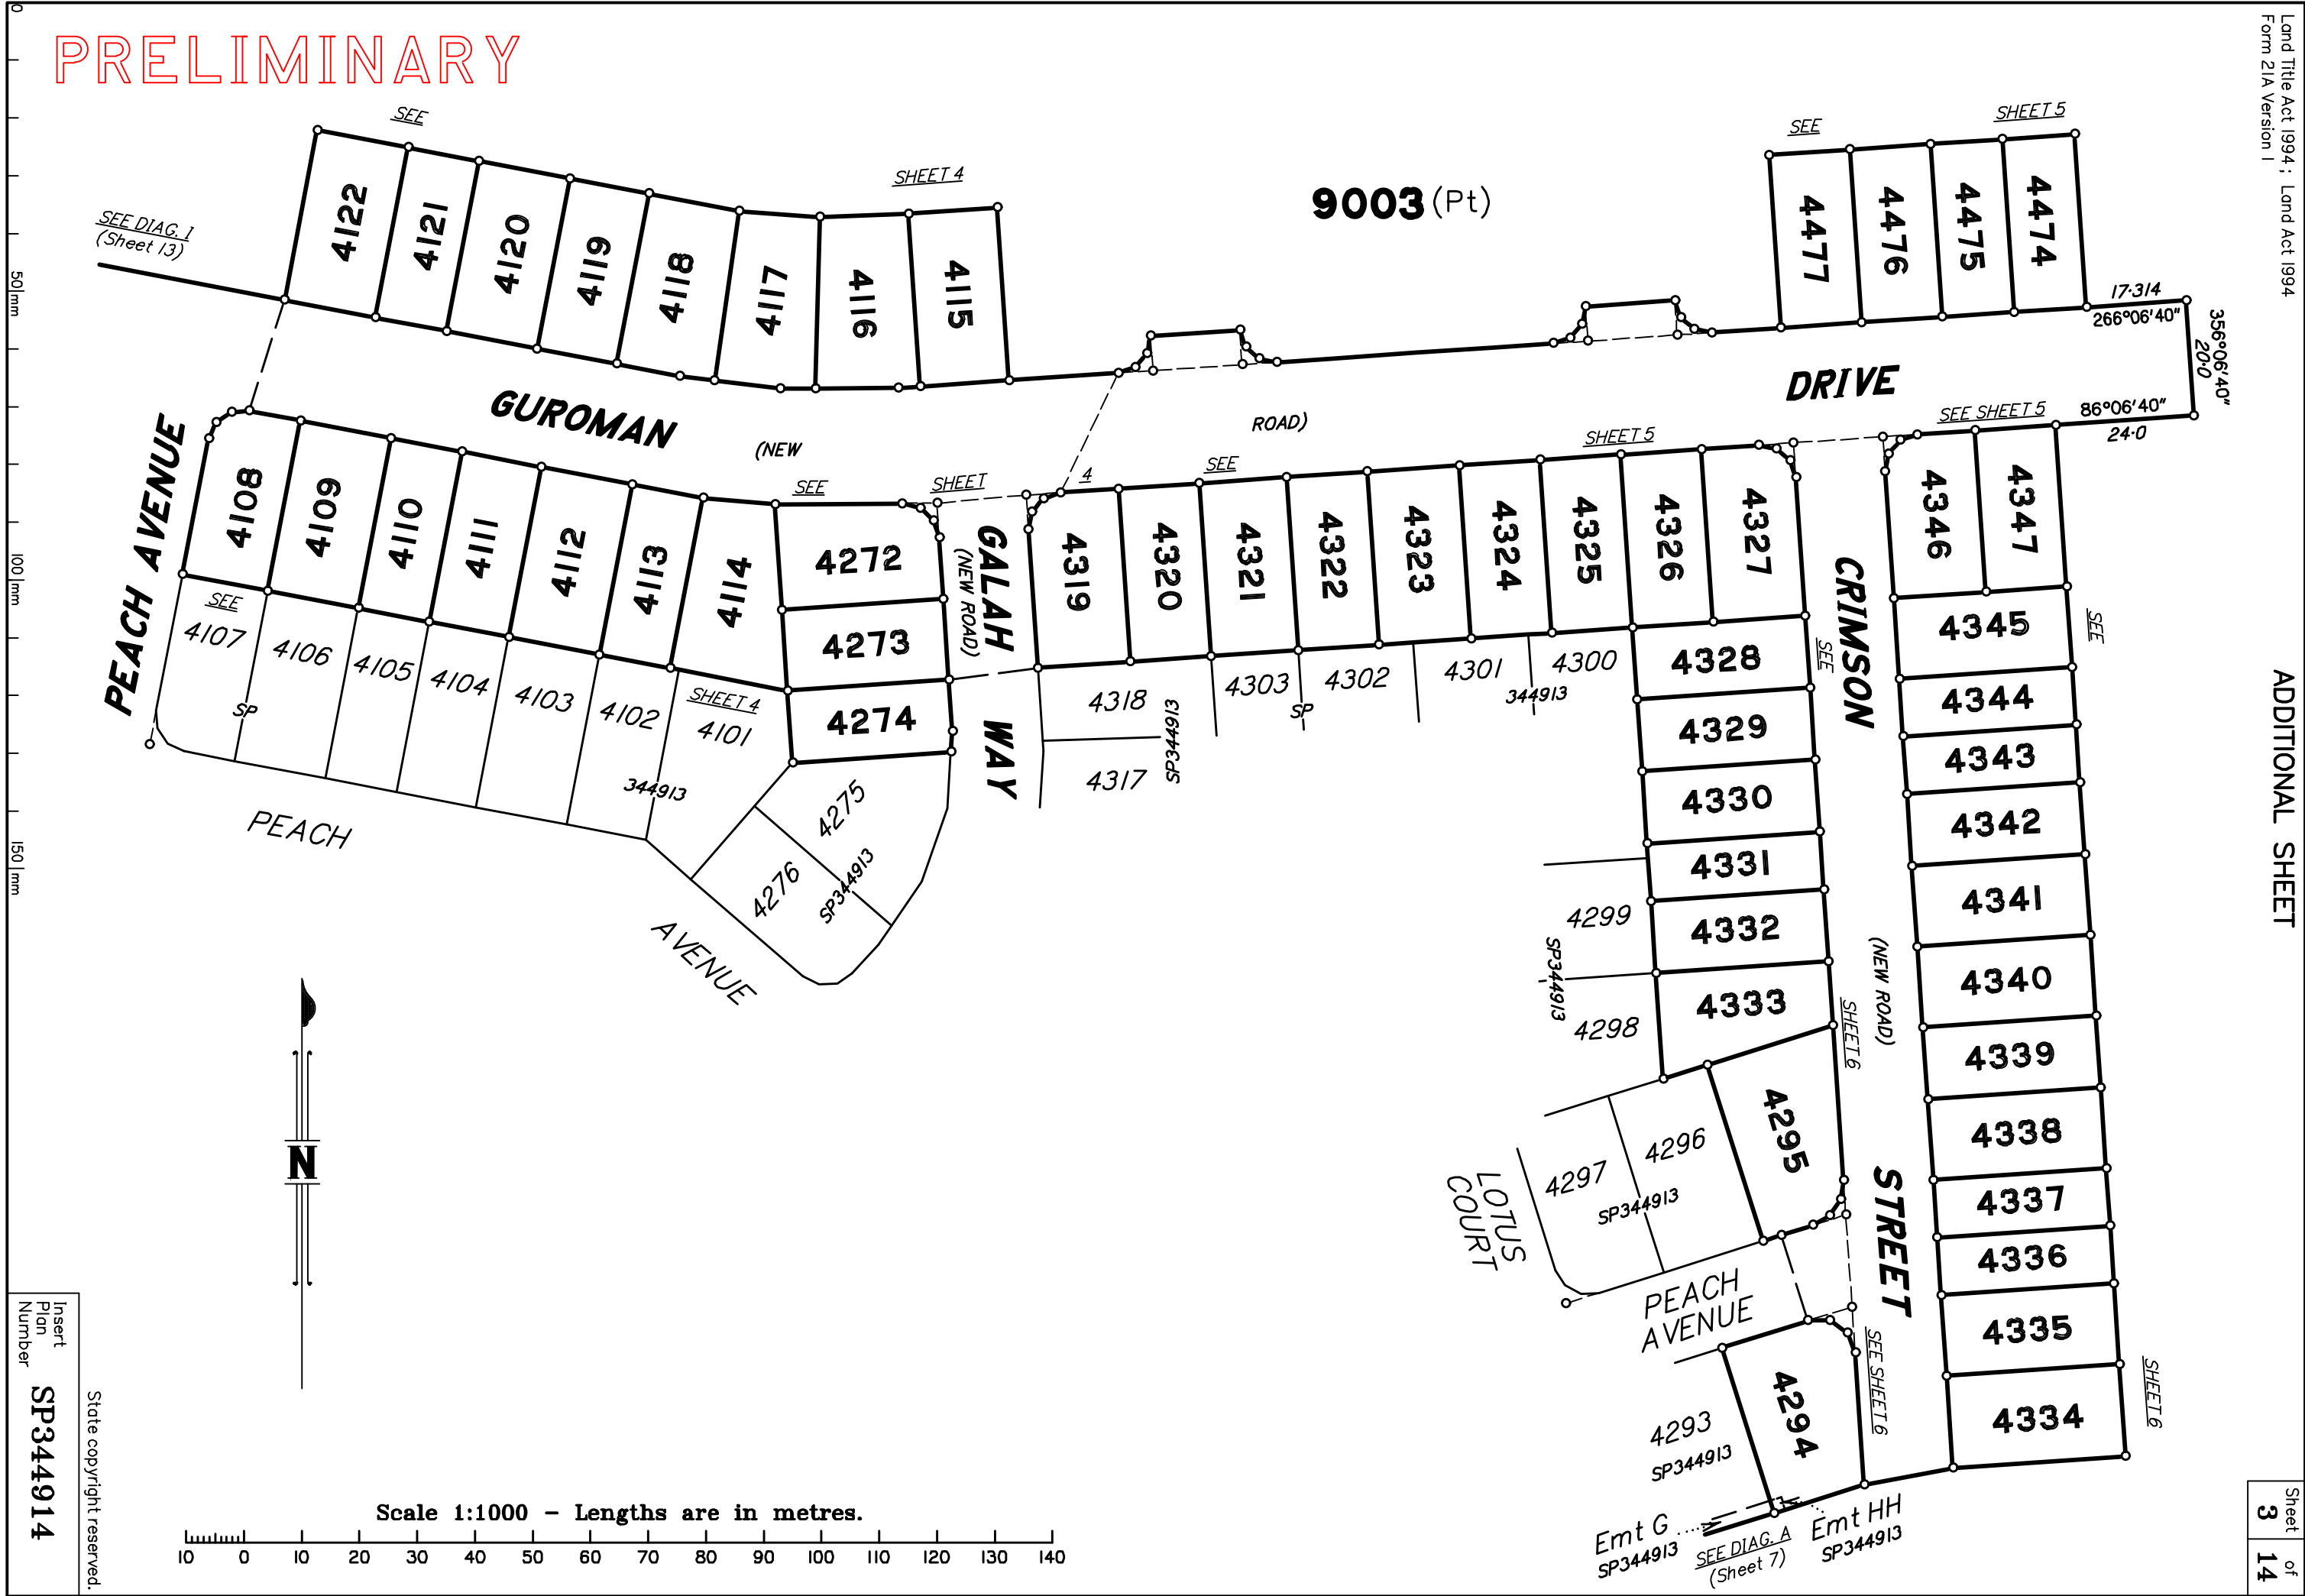 PRELIMINARY
Land Title Act 1994 ; Land Act 1994
Form 21A Version 1
ADDITIONAL SHEET
Sheet
3
of
14
SEE
SHEET 4
SEE DIAG. I
(Sheet 13)
4122
4121
4120
4119
4118
4117
4116
4115
9003 (Pt)
SEE
SHEET 5
4477
4476
4475
4474
17·314
266°06'40"
356°06'40"
20·0
86°06'40"
24·0
GUROMAN
(NEW
ROAD)
DRIVE
PEACH AVENUE
4108
4109
4110
4111
4112
4113
4114
SEE
SHEET
4
SEE
SHEET 5
SEE SHEET 5
4272
4273
4274
GALAH
(NEW ROAD)
WAY
4319
4320
4321
4322
4323
4324
4325
4326
4327
4346
4347
SEE
4107
4106
4105
4104
4103
4102
4101
SP
344913
SHEET 4
PEACH
AVENUE
4275
4276
SP344913
4318
4317
SP344913
4303
4302
4301
4300
SP
344913
CRIMSON
SEE
(NEW ROAD)
SHEET 6
STREET
4328
4329
4330
4331
4332
4333
4299
4298
SP344913
4295
4296
4297
SP344913
LOTUS
COURT
PEACH
AVENUE
4294
4293
SP344913
SEE SHEET 6
SEE
4345
4344
4343
4342
4341
4340
4339
4338
4337
4336
4335
4334
SHEET 6
Emt G
SP344913
SEE DIAG. A
(Sheet 7)
Emt HH
SP344913
N
Scale 1:1000 – Lengths are in metres.
10 0 10 20 30 40 50 60 70 80 90 100 110 120 130 140
0
50 mm
100 mm
150 mm
State copyright reserved.
Insert
Plan
Number
SP344914